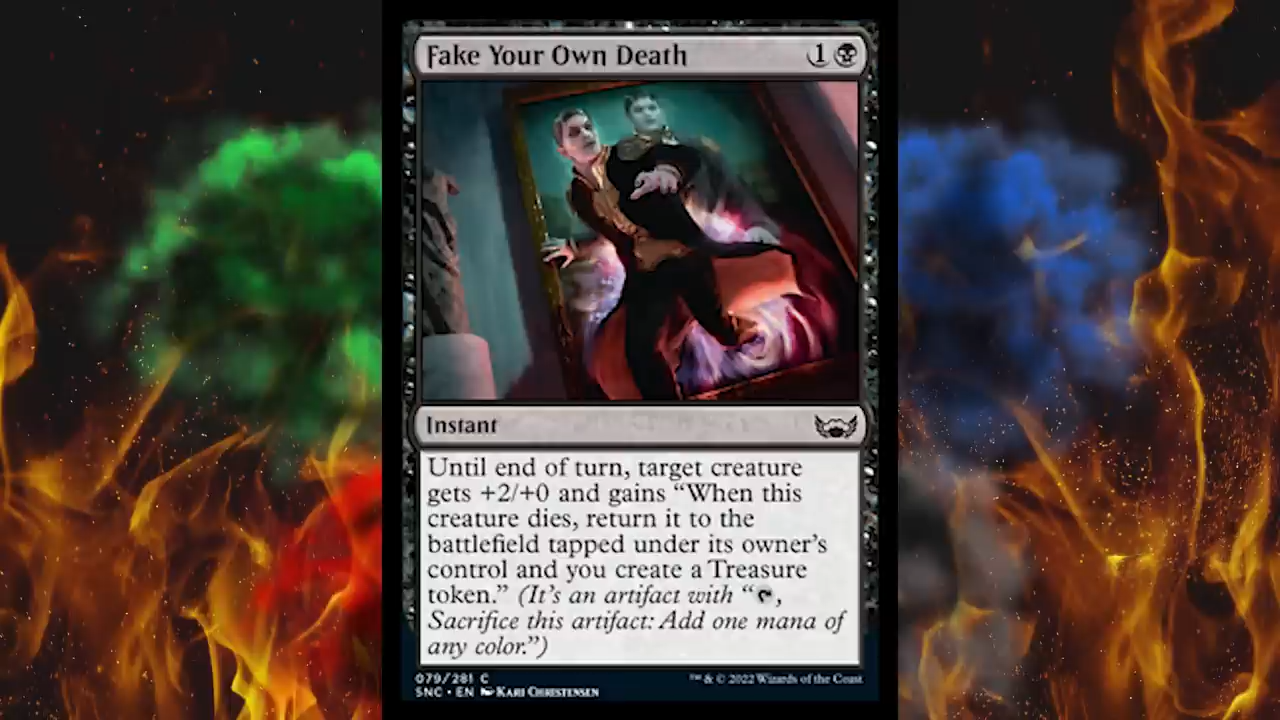 Fake Your Own Death 1
Instant
Until end of turn, target creature
gets +2/+0 and gains “When this
creature dies, return it to the
battlefield tapped under its owner’s
control and you create a Treasure
token.” (It’s an artifact with “,
Sacrifice this artifact: Add one mana of
any color.”)
079/281 C
SNC • EN Kari Christensen
™ & © 2022 Wizards of the Coast